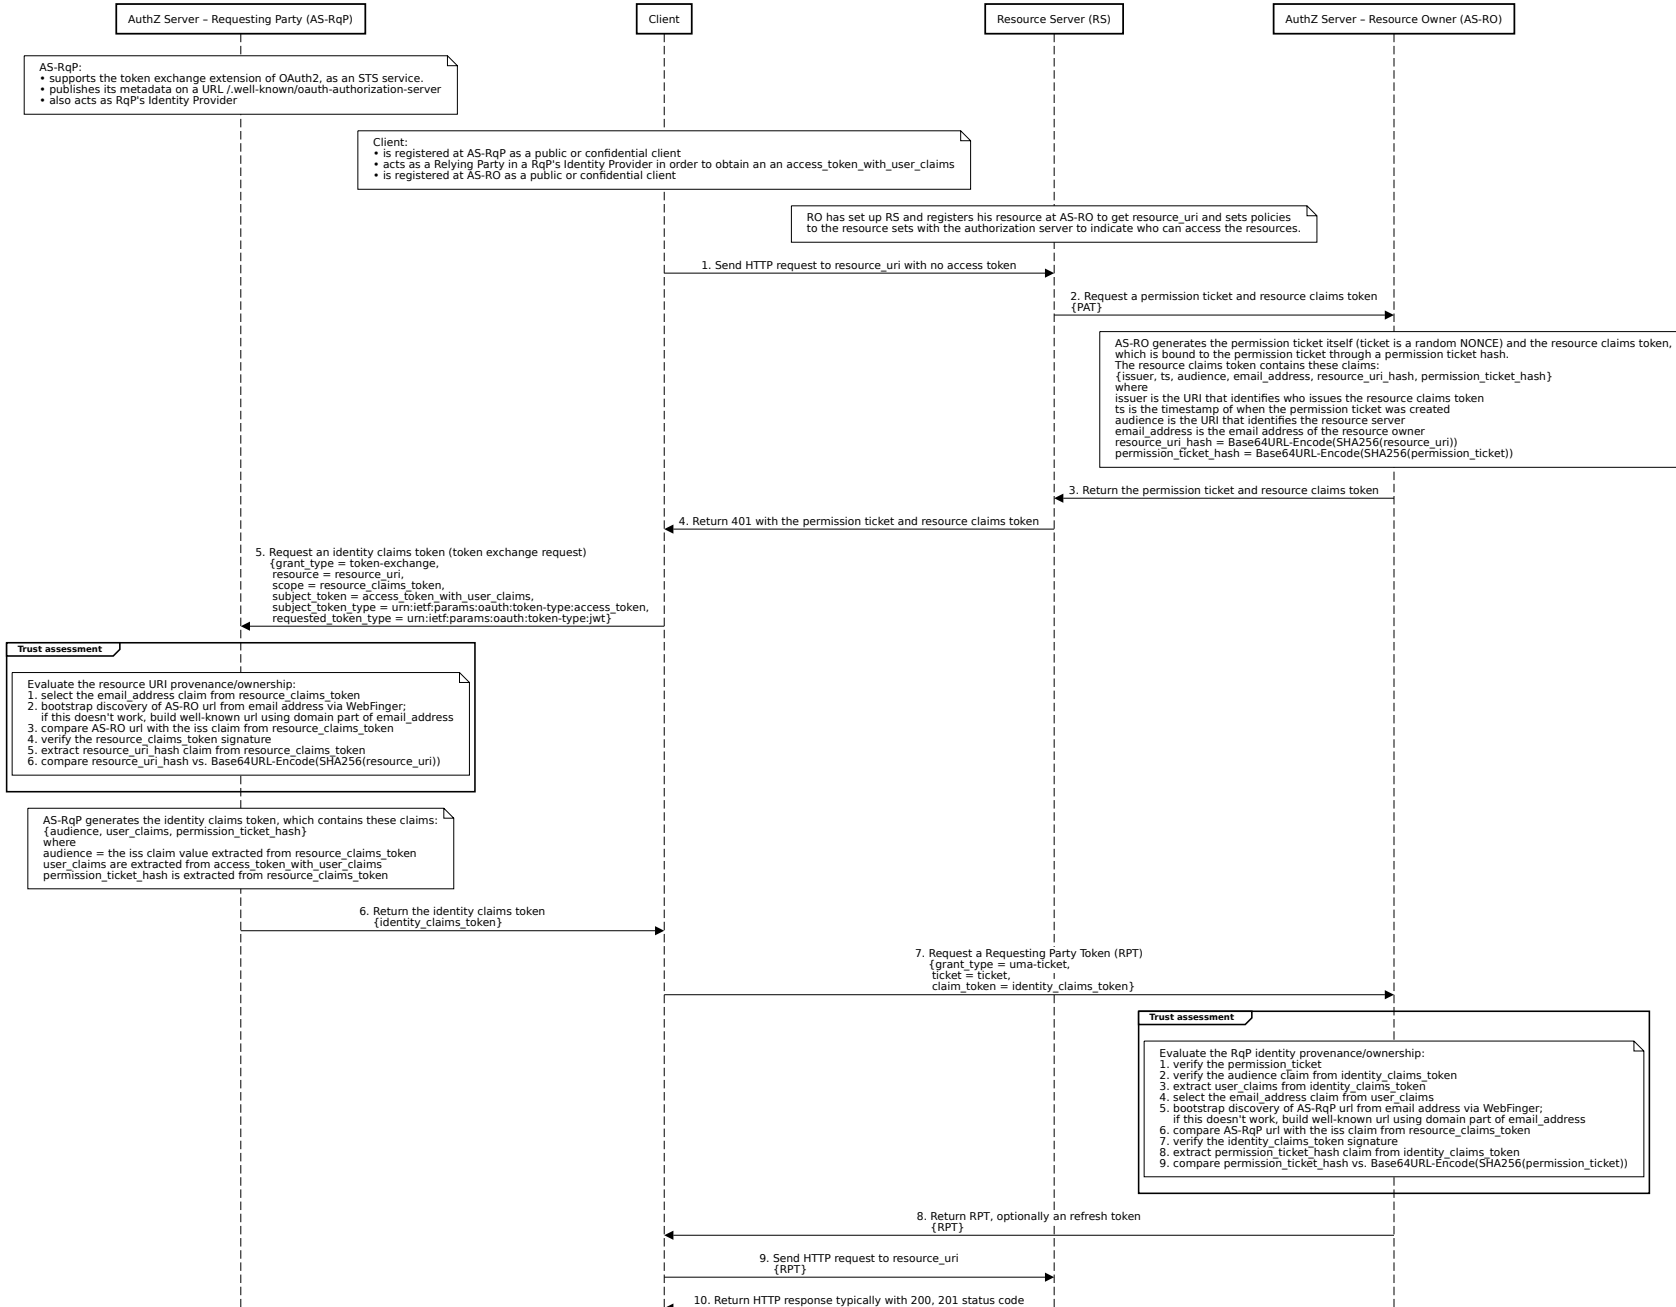 AuthZ Server – Requesting Party (AS-RqP)
Client
Resource Server (RS)
AuthZ Server – Resource Owner (AS-RO)
AS-RqP:
• supports the token exchange extension of OAuth2, as an STS service.
• publishes its metadata on a URL /.well-known/oauth-authorization-server
• also acts as RqP's Identity Provider
Client:
• is registered at AS-RqP as a public or confidential client
• acts as a Relying Party in a RqP's Identity Provider in order to obtain an an access_token_with_user_claims
• is registered at AS-RO as a public or confidential client
RO has set up RS and registers his resource at AS-RO to get resource_uri and sets policies
to the resource sets with the authorization server to indicate who can access the resources.
1. Send HTTP request to resource_uri with no access token
2. Request a permission ticket and resource claims token
{PAT}
AS-RO generates the permission ticket itself (ticket is a random NONCE) and the resource claims token,
which is bound to the permission ticket through a permission ticket hash.
The resource claims token contains these claims:
{issuer, ts, audience, email_address, resource_uri_hash, permission_ticket_hash}
where
issuer is the URI that identifies who issues the resource claims token
ts is the timestamp of when the permission ticket was created
audience is the URI that identifies the resource server
email_address is the email address of the resource owner
resource_uri_hash = Base64URL-Encode(SHA256(resource_uri))
permission_ticket_hash = Base64URL-Encode(SHA256(permission_ticket))
3. Return the permission ticket and resource claims token
4. Return 401 with the permission ticket and resource claims token
5. Request an identity claims token (token exchange request)
{grant_type = token-exchange,
resource = resource_uri,
scope = resource_claims_token,
subject_token = access_token_with_user_claims,
subject_token_type = urn:ietf:params:oauth:token-type:access_token,
requested_token_type = urn:ietf:params:oauth:token-type:jwt}
Trust assessment
Evaluate the resource URI provenance/ownership:
1. select the email_address claim from resource_claims_token
2. bootstrap discovery of AS-RO url from email address via WebFinger;
if this doesn't work, build well-known url using domain part of email_address
3. compare AS-RO url with the iss claim from resource_claims_token
4. verify the resource_claims_token signature
5. extract resource_uri_hash claim from resource_claims_token
6. compare resource_uri_hash vs. Base64URL-Encode(SHA256(resource_uri))
AS-RqP generates the identity claims token, which contains these claims:
{audience, user_claims, permission_ticket_hash}
where
audience = the iss claim value extracted from resource_claims_token
user_claims are extracted from access_token_with_user_claims
permission_ticket_hash is extracted from resource_claims_token
6. Return the identity claims token
{identity_claims_token}
7. Request a Requesting Party Token (RPT)
{grant_type = uma-ticket,
ticket = ticket,
claim_token = identity_claims_token}
Trust assessment
Evaluate the RqP identity provenance/ownership:
1. verify the permission_ticket
2. verify the audience claim from identity_claims_token
3. extract user_claims from identity_claims_token
4. select the email_address claim from user_claims
5. bootstrap discovery of AS-RqP url from email address via WebFinger;
if this doesn't work, build well-known url using domain part of email_address
6. compare AS-RqP url with the iss claim from resource_claims_token
7. verify the identity_claims_token signature
8. extract permission_ticket_hash claim from identity_claims_token
9. compare permission_ticket_hash vs. Base64URL-Encode(SHA256(permission_ticket))
8. Return RPT, optionally an refresh token
{RPT}
9. Send HTTP request to resource_uri
{RPT}
10. Return HTTP response typically with 200, 201 status code